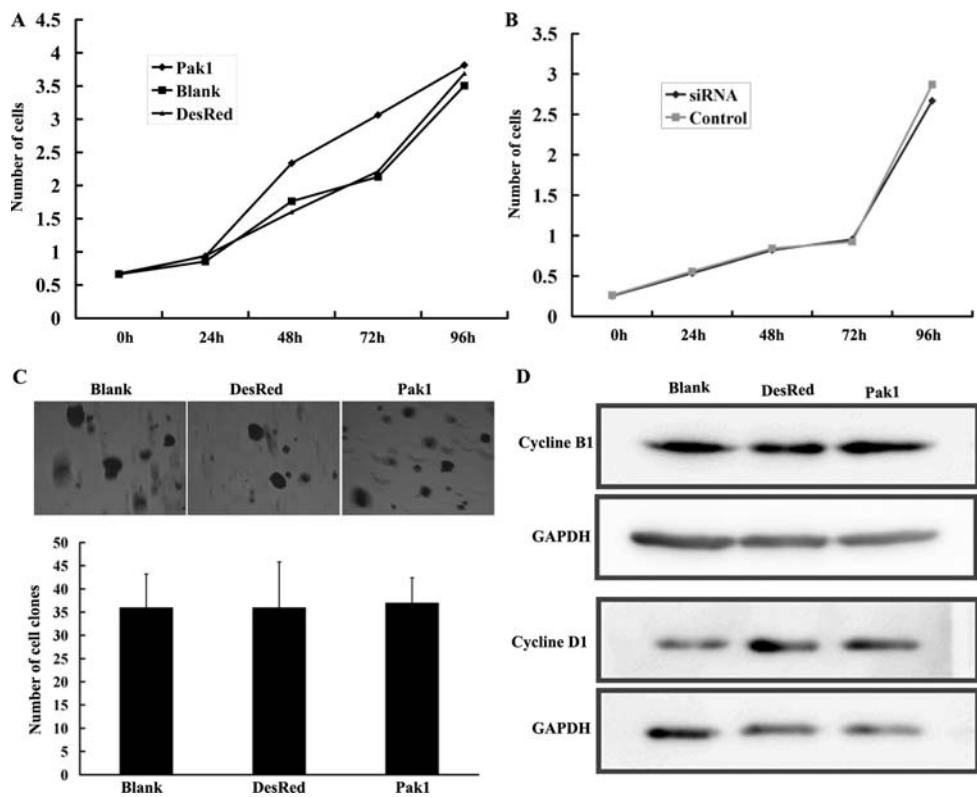 A
4.5
4
3.5
3
2.5
2
1.5
1
0.5
0
Number of cells
Pak1
Blank
DesRed
0h 24h 48h 72h 96h
B
3.5
3
2.5
2
1.5
1
0.5
0
Number of cells
siRNA
Control
0h 24h 48h 72h 96h
C
Blank DesRed Pak1
50
45
40
35
30
25
20
15
10
5
0
Number of cell clones
Blank DesRed Pak1
D
Blank DesRed Pak1
Cycline B1
GAPDH
Cycline D1
GAPDH